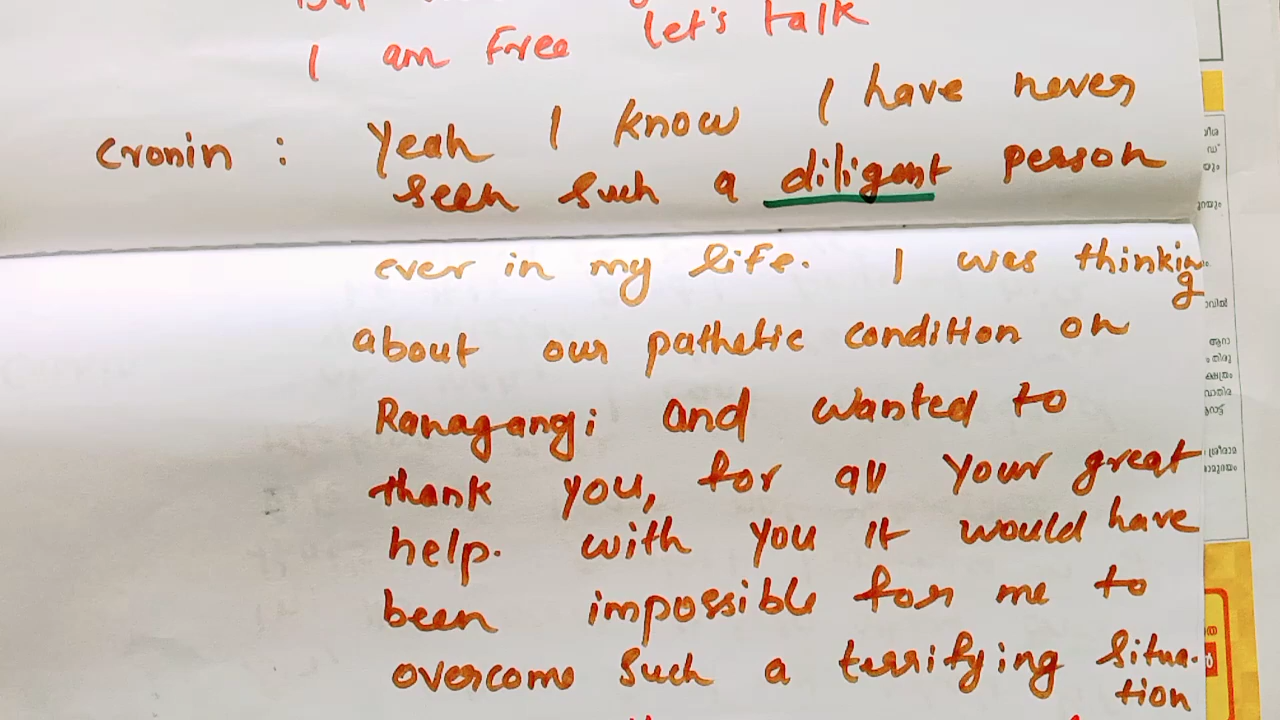 I am free let's talk
Cronin : Yeah I know I have never
seen such a diligent person
ever in my life. I was thinking
about our pathetic condition on
Ranagangi and wanted to
thank you, for all your great
help. with you it would have
been impossible for me to
overcome such a terrifying situa-
tion